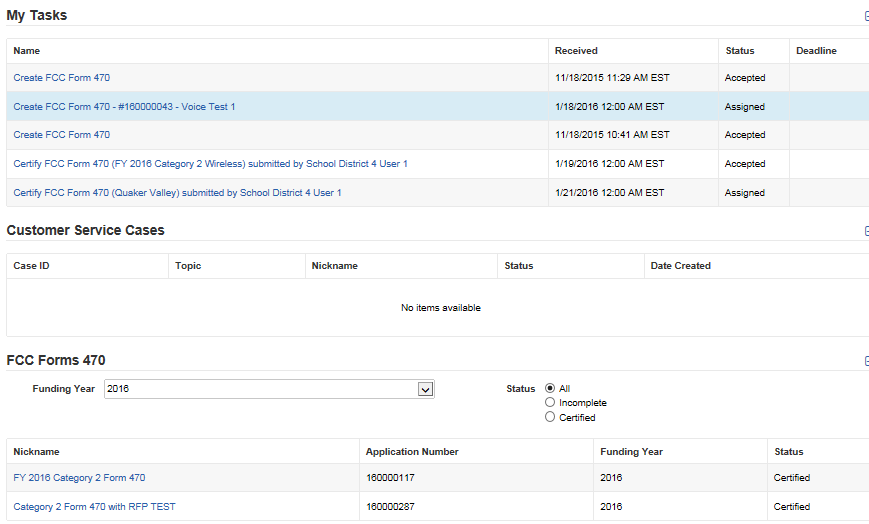 My Tasks
Name Received Status Deadline
Create FCC Form 470 11/18/2015 11:29 AM EST Accepted
Create FCC Form 470 - #160000043 - Voice Test 1 1/18/2016 12:00 AM EST Assigned
Create FCC Form 470 11/18/2015 10:41 AM EST Accepted
Certify FCC Form 470 (FY 2016 Category 2 Wireless) submitted by School District 4 User 1 1/19/2016 12:00 AM EST Accepted
Certify FCC Form 470 (Quaker Valley) submitted by School District 4 User 1 1/21/2016 12:00 AM EST Assigned
Customer Service Cases
Case ID Topic Nickname Status Date Created
No items available
FCC Forms 470
Funding Year 2016 Status All
Incomplete
Certified
Nickname Application Number Funding Year Status
FY 2016 Category 2 Form 470 160000117 2016 Certified
Category 2 Form 470 with RFP TEST 160000287 2016 Certified